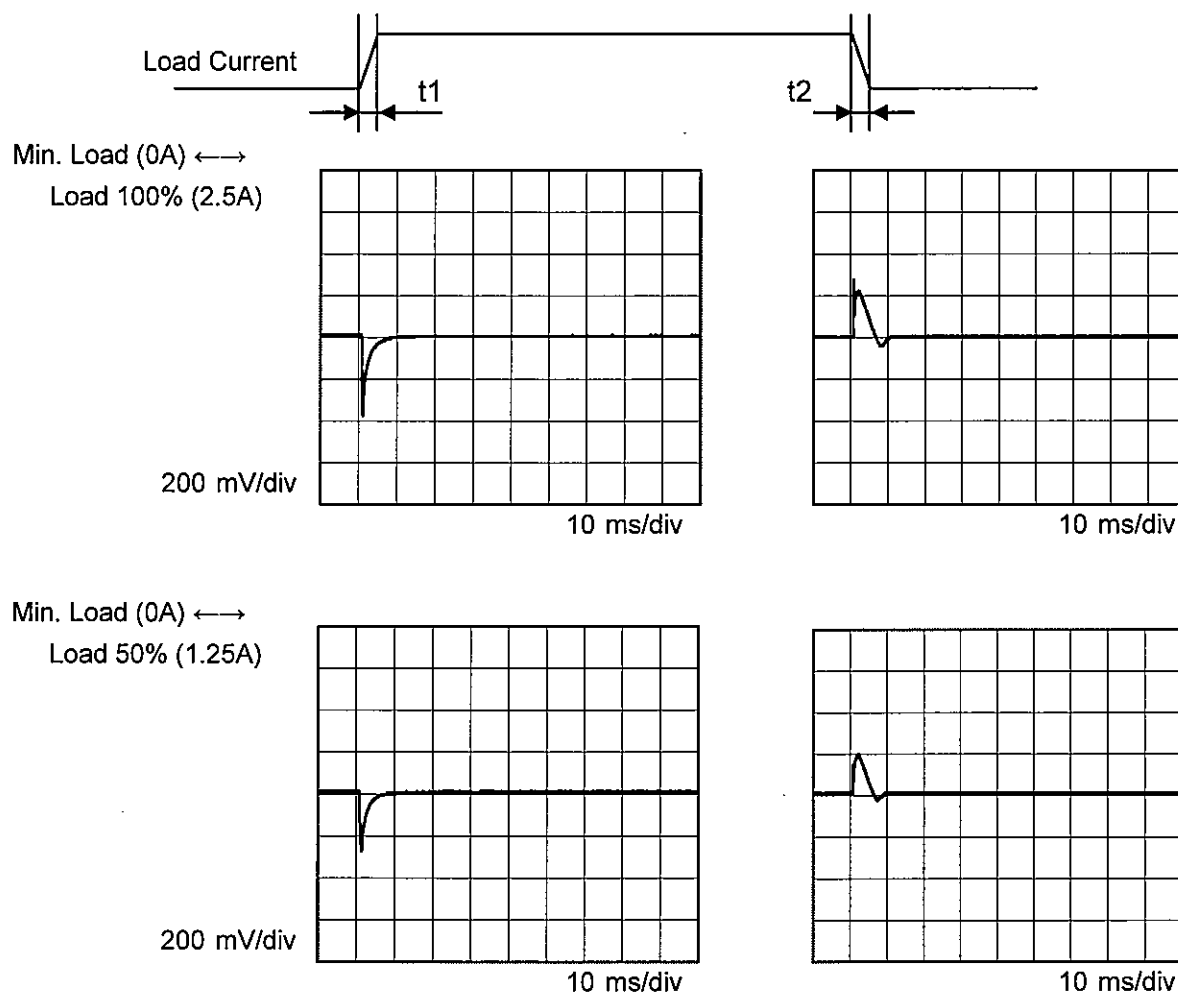 Load Current
t1
t2
Min. Load (0A) ←→
Load 100% (2.5A)
200 mV/div
10 ms/div
10 ms/div
Min. Load (0A) ←→
Load 50% (1.25A)
200 mV/div
10 ms/div
10 ms/div